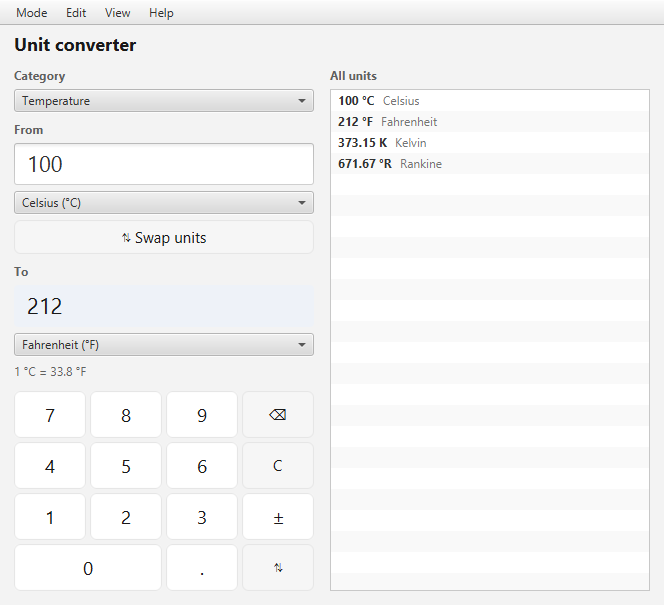 Mode Edit View Help
Unit converter
Category
Temperature
From
100
Celsius (°C)
⇅ Swap units
To
212
Fahrenheit (°F)
1 °C = 33.8 °F
7 8 9 ⌫
4 5 6 C
1 2 3 ±
0 . ⇅
All units
100 °C Celsius
212 °F Fahrenheit
373.15 K Kelvin
671.67 °R Rankine